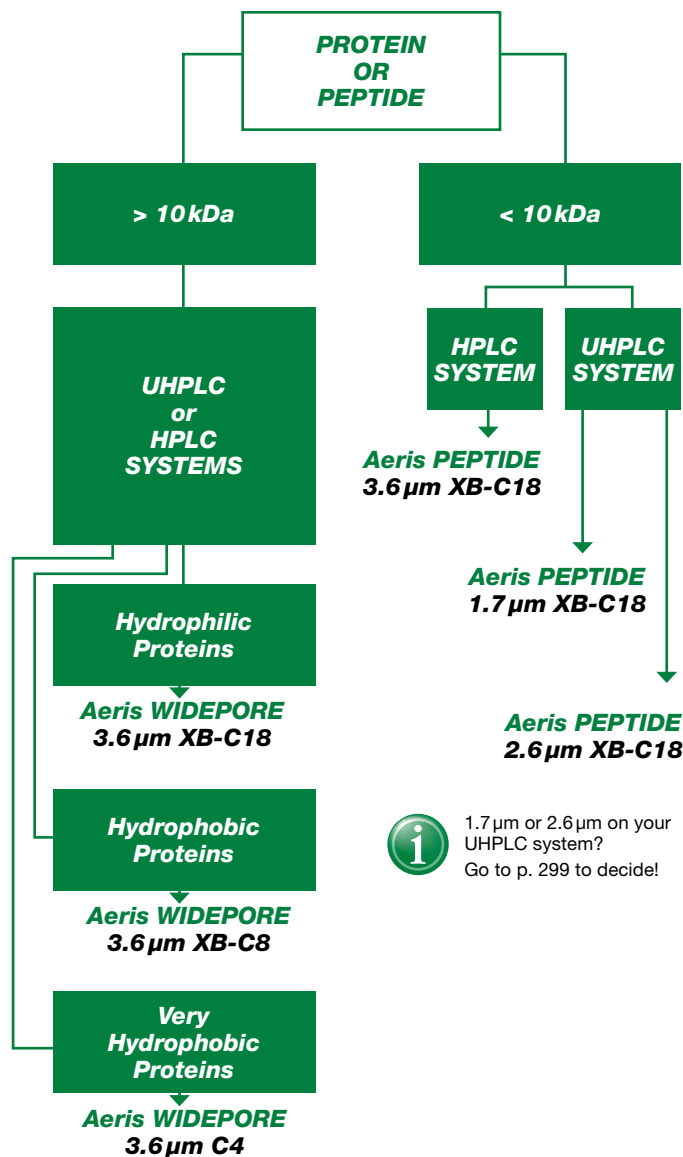 PROTEIN
OR
PEPTIDE
> 10 kDa
< 10 kDa
UHPLC
or
HPLC
SYSTEMS
HPLC
SYSTEM
UHPLC
SYSTEM
Aeris PEPTIDE
3.6 µm XB-C18
Aeris PEPTIDE
1.7 µm XB-C18
Aeris PEPTIDE
2.6 µm XB-C18
Hydrophilic
Proteins
Aeris WIDEPORE
3.6 µm XB-C18
Hydrophobic
Proteins
Aeris WIDEPORE
3.6 µm XB-C8
Very
Hydrophobic
Proteins
Aeris WIDEPORE
3.6 µm C4
i
1.7 µm or 2.6 µm on your
UHPLC system?
Go to p. 299 to decide!